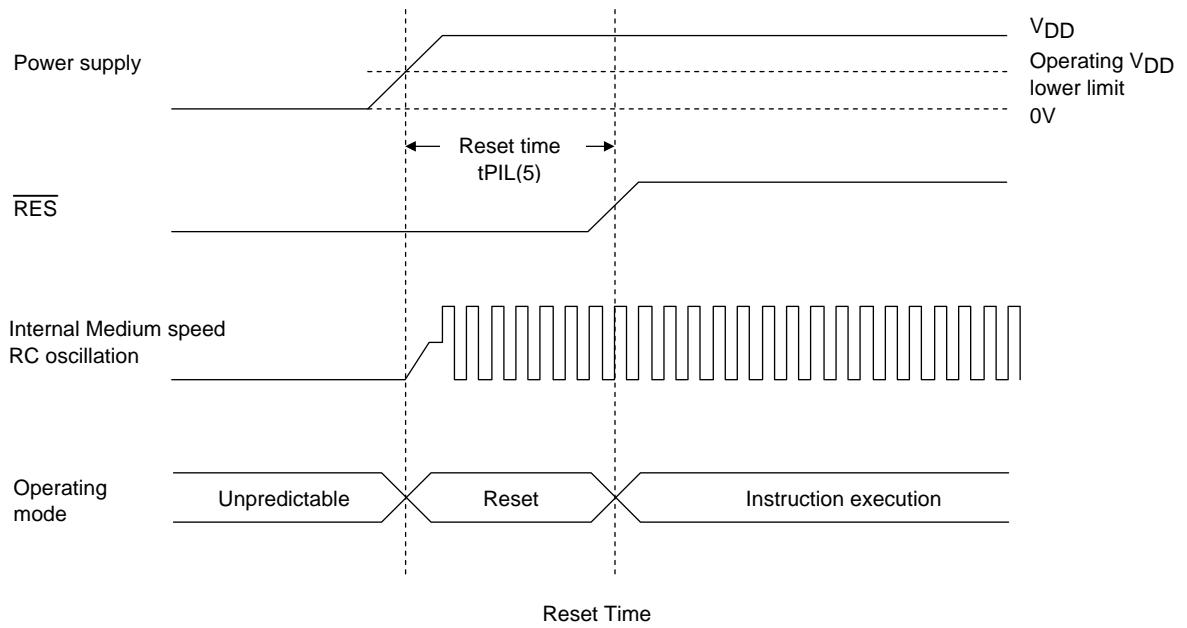 Power supply
VDD
Operating VDD
lower limit
0V
Reset time
tPIL(5)
RES
Internal Medium speed
RC oscillation
Operating
mode
Unpredictable
Reset
Instruction execution
Reset Time